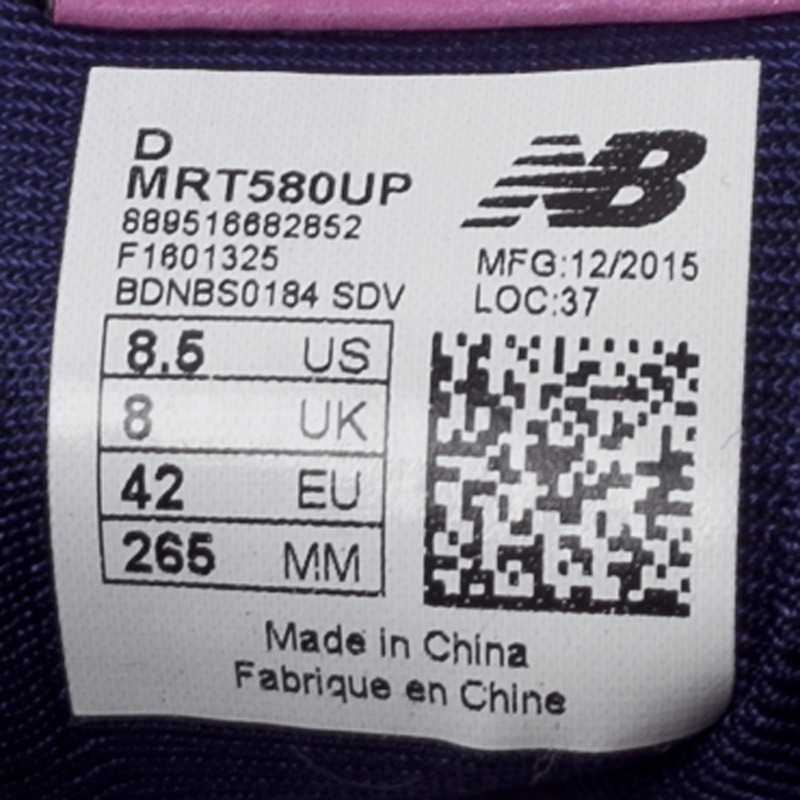 D
MRT580UP
889516682852
F1601325
BDNBS0184 SDV
NB
MFG:12/2015
LOC:37
8.5 US
8 UK
42 EU
265 MM
Made in China
Fabrique en Chine